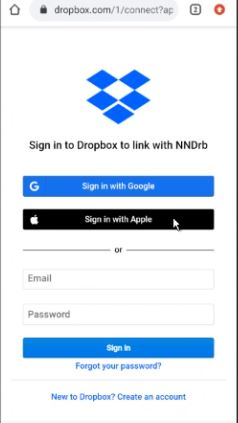 dropbox.com/1/connect?ap
2
Sign in to Dropbox to link with NNDrb
G Sign in with Google
Sign in with Apple
or
Email
Password
Sign in
Forgot your password?
New to Dropbox? Create an account